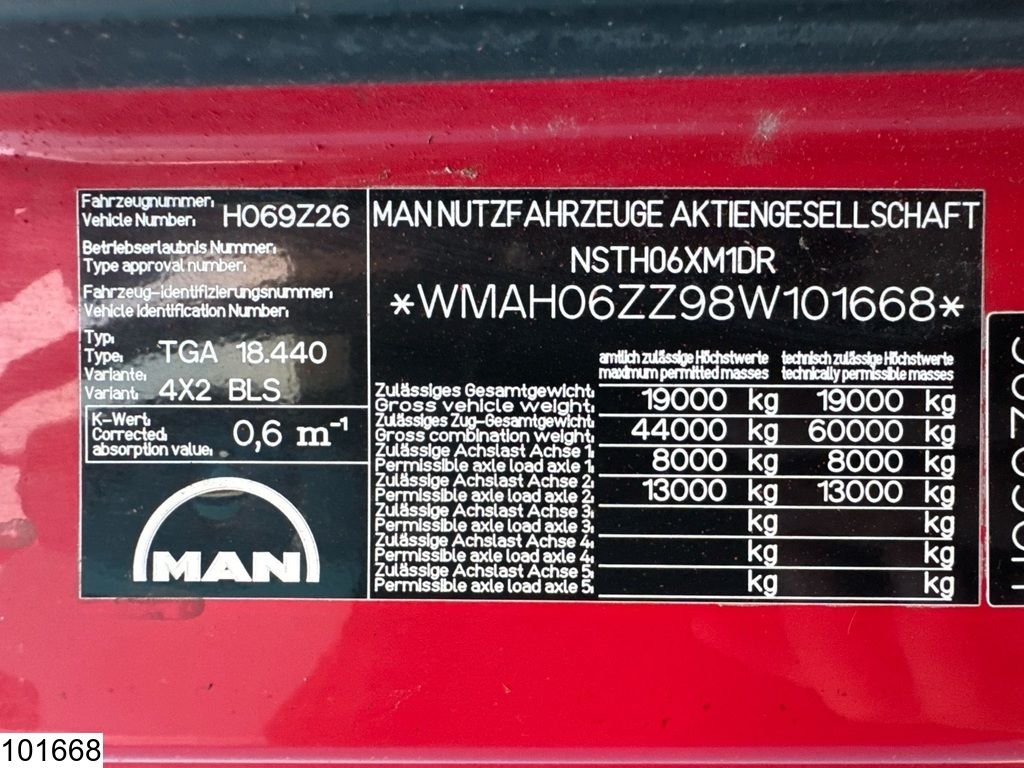 Fahrzeugnummer:
Vehicle Number: H069Z26
Betriebserlaubnis Nummer:
Type approval number:
Fahrzeug-Identifizierungsnummer:
Vehicle Identification Number:
Typ:
Type: TGA 18.440
Variante:
Variant: 4X2 BLS
K-Wert:
Corrected
absorption value: 0,6 m⁻¹
MAN
MAN NUTZFAHRZEUGE AKTIENGESELLSCHAFT
NSTH06XM1DR
*WMAH06ZZ98W101668*
amtlich zulässige Höchstwerte technisch zulässige Höchstwerte
maximum permitted masses technically permissible masses
Zulässiges Gesamtgewicht:
Gross vehicle weight: 19000 kg 19000 kg
Zulässiges Zug-Gesamtgewicht:
Gross combination weight: 44000 kg 60000 kg
Zulässige Achslast Achse 1:
Permissible axle load axle 1: 8000 kg 8000 kg
Zulässige Achslast Achse 2:
Permissible axle load axle 2: 13000 kg 13000 kg
Zulässige Achslast Achse 3:
Permissible axle load axle 3: kg kg
Zulässige Achslast Achse 4:
Permissible axle load axle 4: kg kg
Zulässige Achslast Achse 5:
Permissible axle load axle 5: kg kg
101668